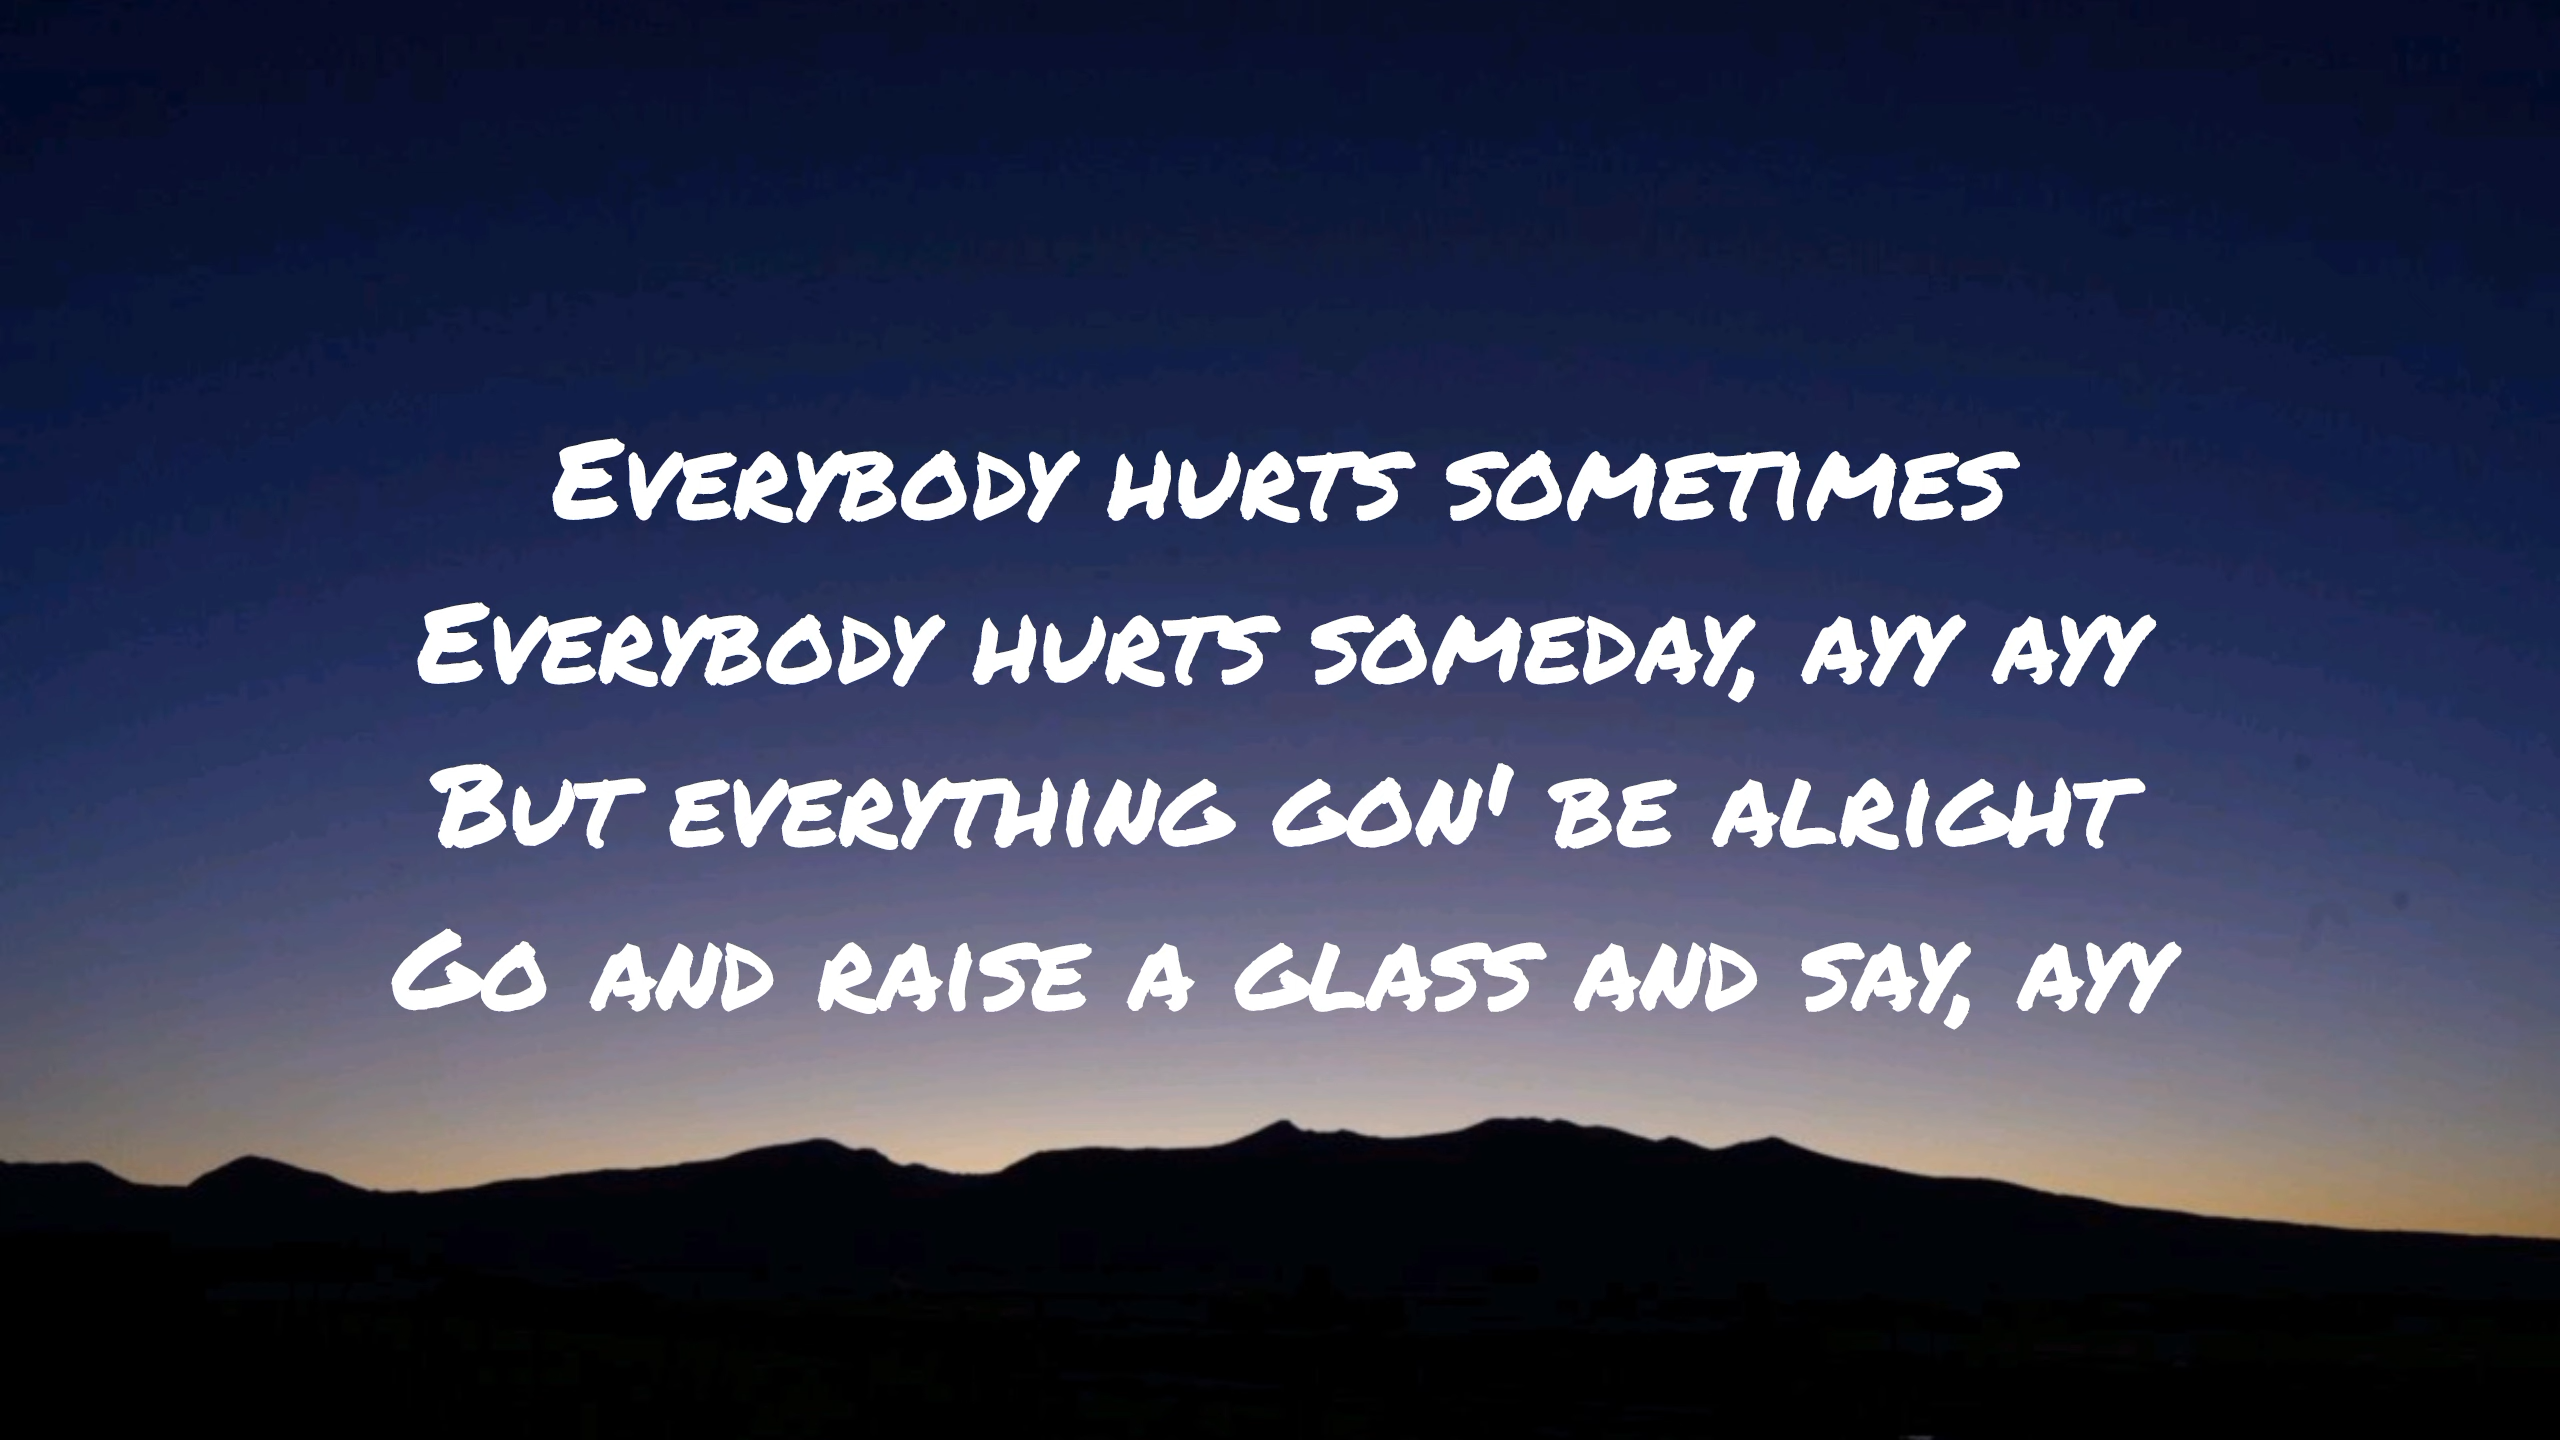 Everybody hurts sometimes
Everybody hurts someday, ayy ayy
But everything gon' be alright
Go and raise a glass and say, ayy